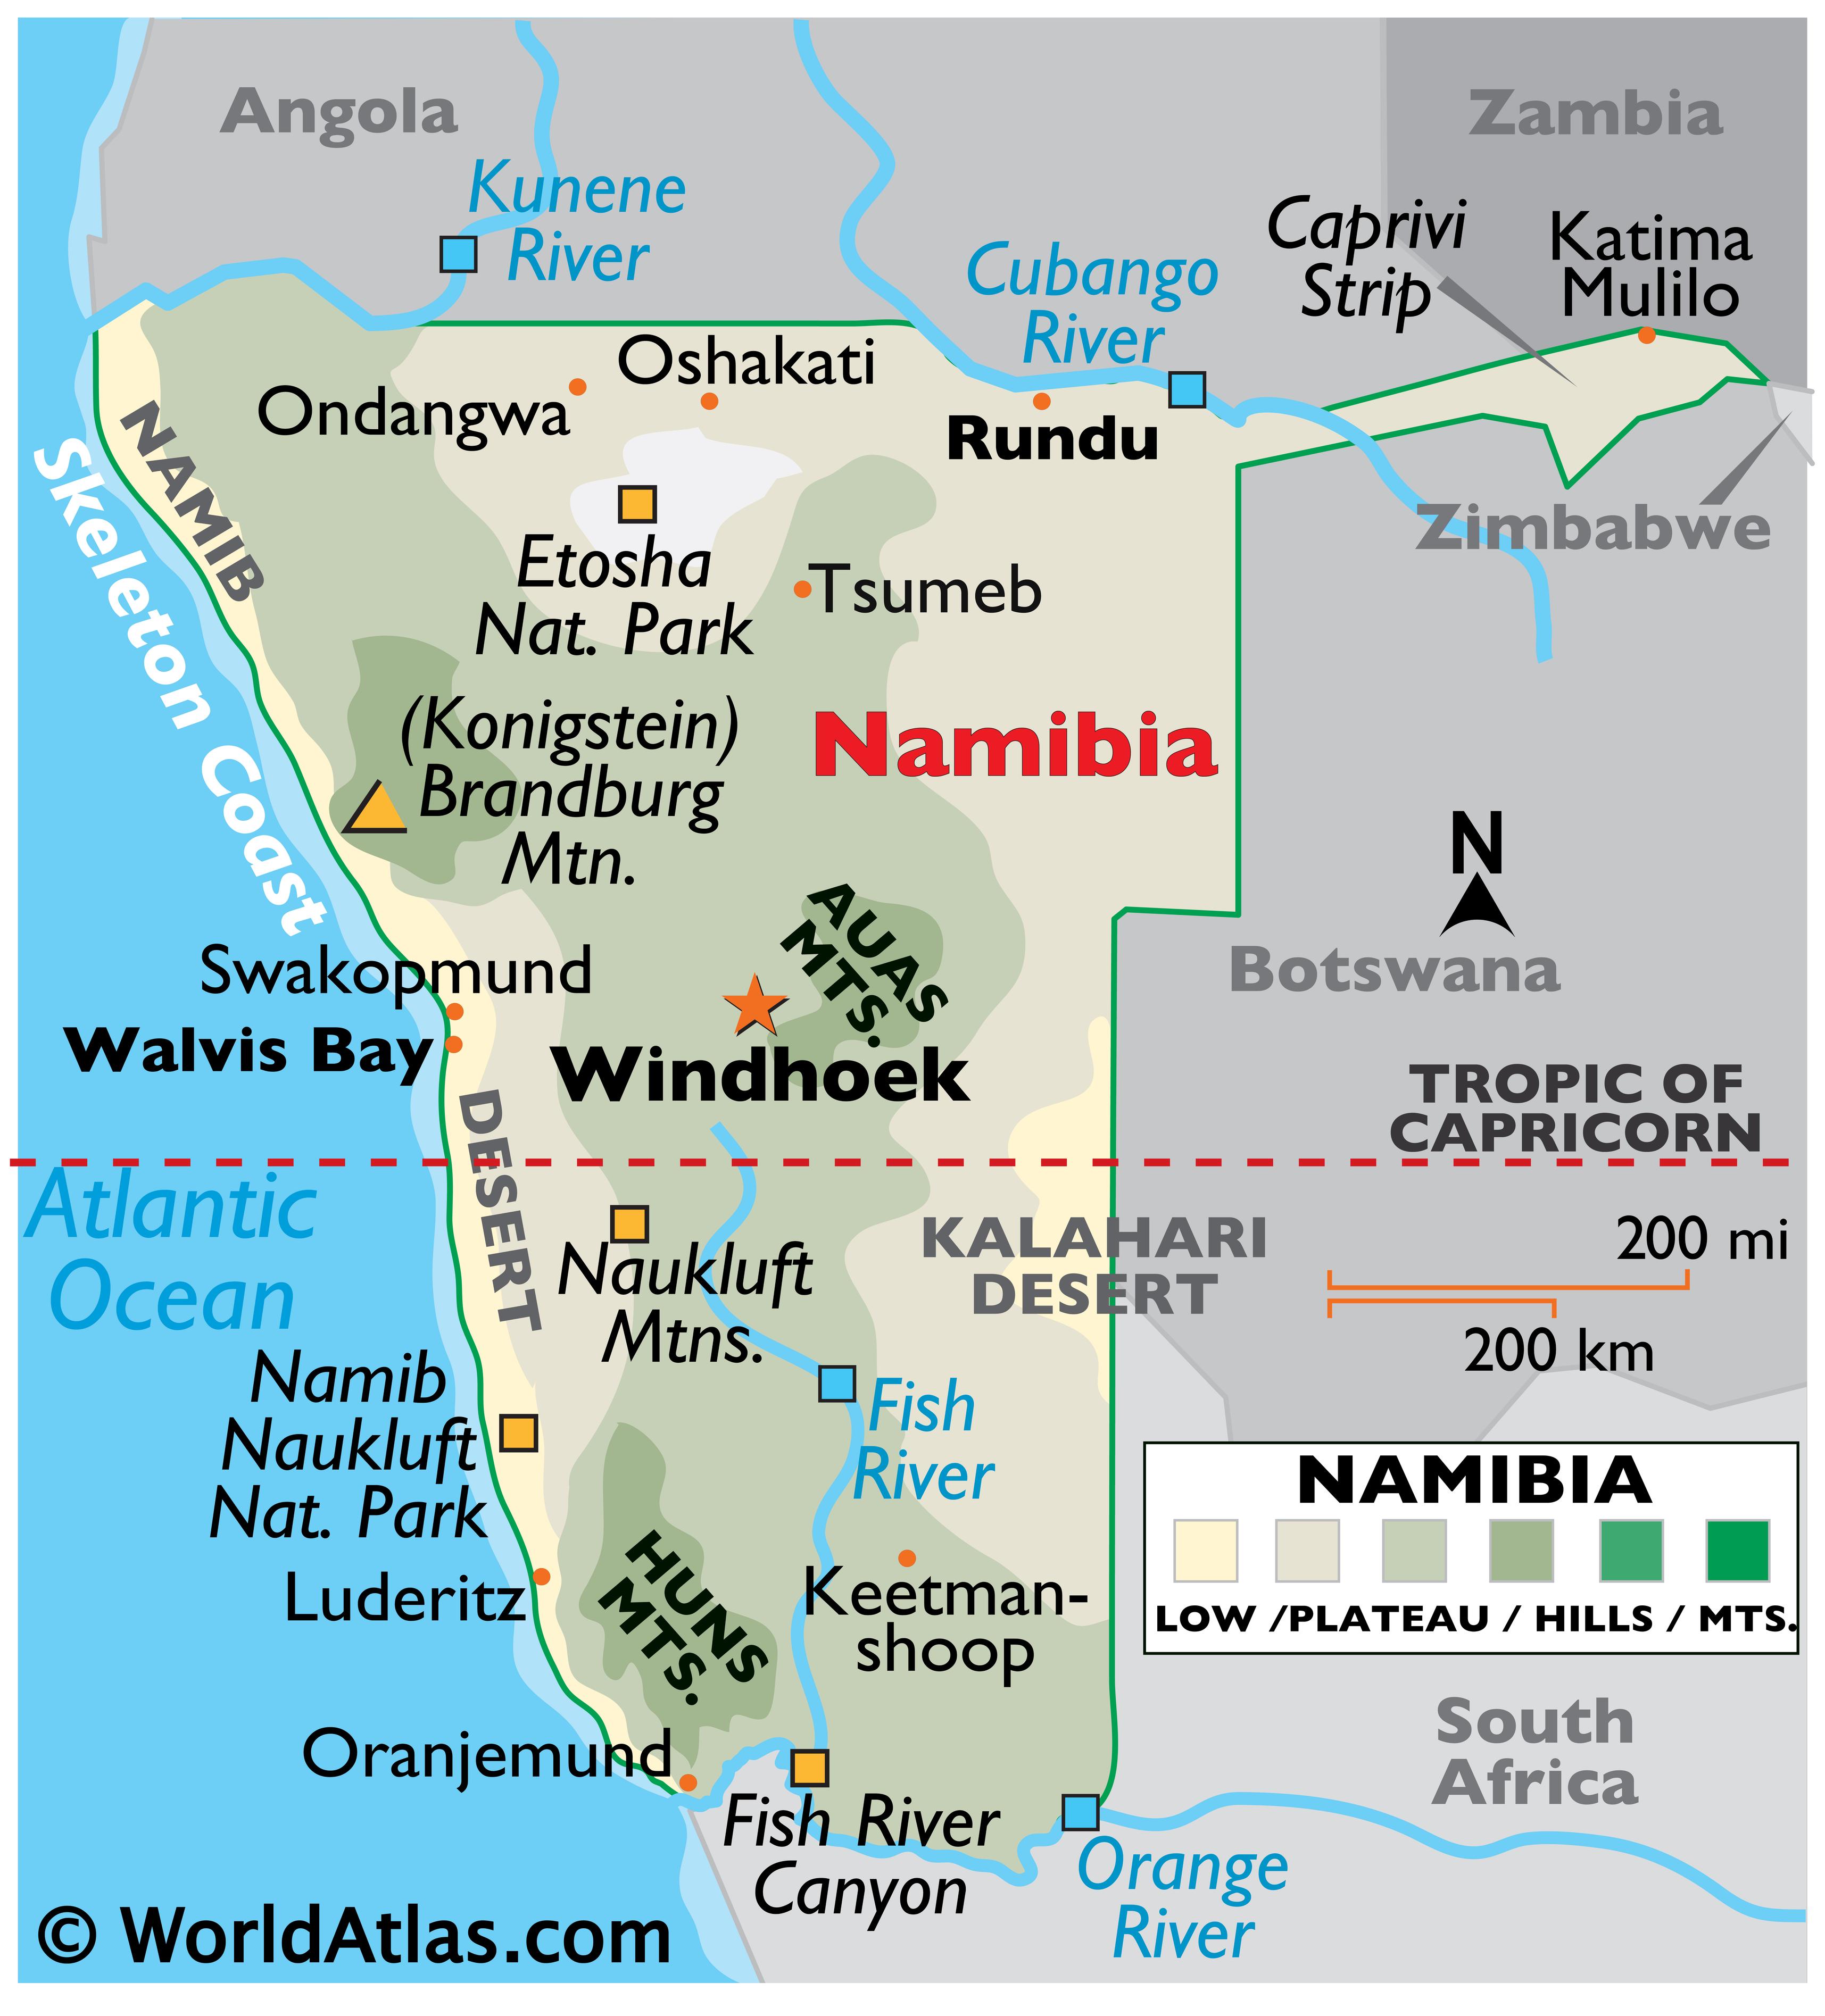 Angola
Zambia
Kunene
River
Caprivi
Strip
Katima
Mulilo
Cubango
River
Oshakati
Ondangwa
Rundu
NAMIB
Skeleton Coast
Zimbabwe
Etosha
Nat. Park
Tsumeb
(Konigstein)
Brandburg
Mtn.
Namibia
N
AUAS
MTS.
Swakopmund
Botswana
Walvis Bay
Windhoek
TROPIC OF
CAPRICORN
DESERT
Atlantic
Ocean
KALAHARI
DESERT
200 mi
200 km
Naukluft
Mtns.
Namib
Naukluft
Nat. Park
Fish
River
NAMIBIA
LOW /PLATEAU / HILLS / MTS.
HUNS
MTS.
Luderitz
Keetman-
shoop
South
Africa
Oranjemund
Fish River
Canyon
Orange
River
© WorldAtlas.com